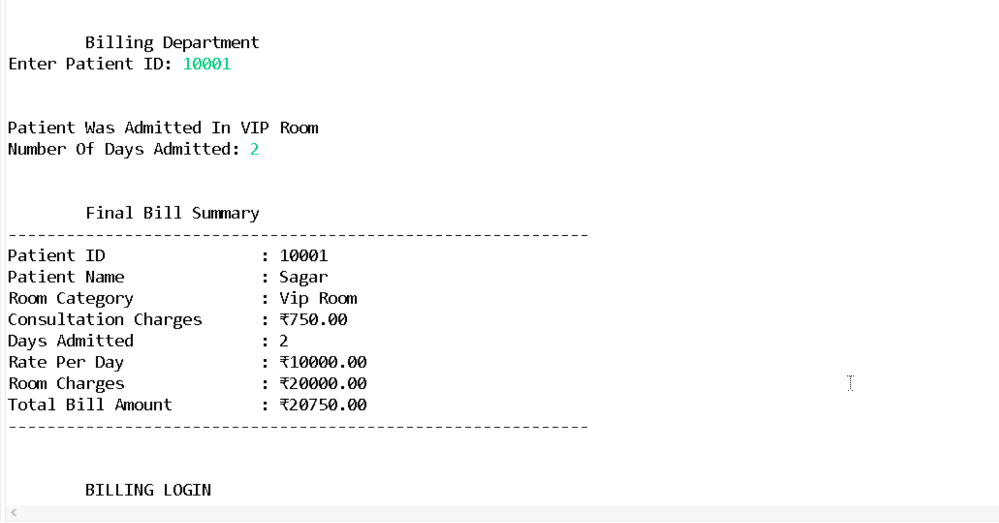 Billing Department
Enter Patient ID: 10001
Patient Was Admitted In VIP Room
Number Of Days Admitted: 2
Final Bill Summary
------------------------------------------------------------
Patient ID : 10001
Patient Name : Sagar
Room Category : Vip Room
Consultation Charges : ₹750.00
Days Admitted : 2
Rate Per Day : ₹10000.00
Room Charges : ₹20000.00
Total Bill Amount : ₹20750.00
------------------------------------------------------------
BILLING LOGIN